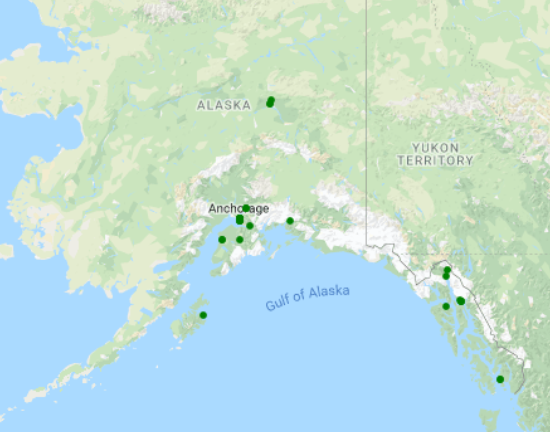 ALASKA
YUKON
TERRITORY
Anchorage
Gulf of Alaska